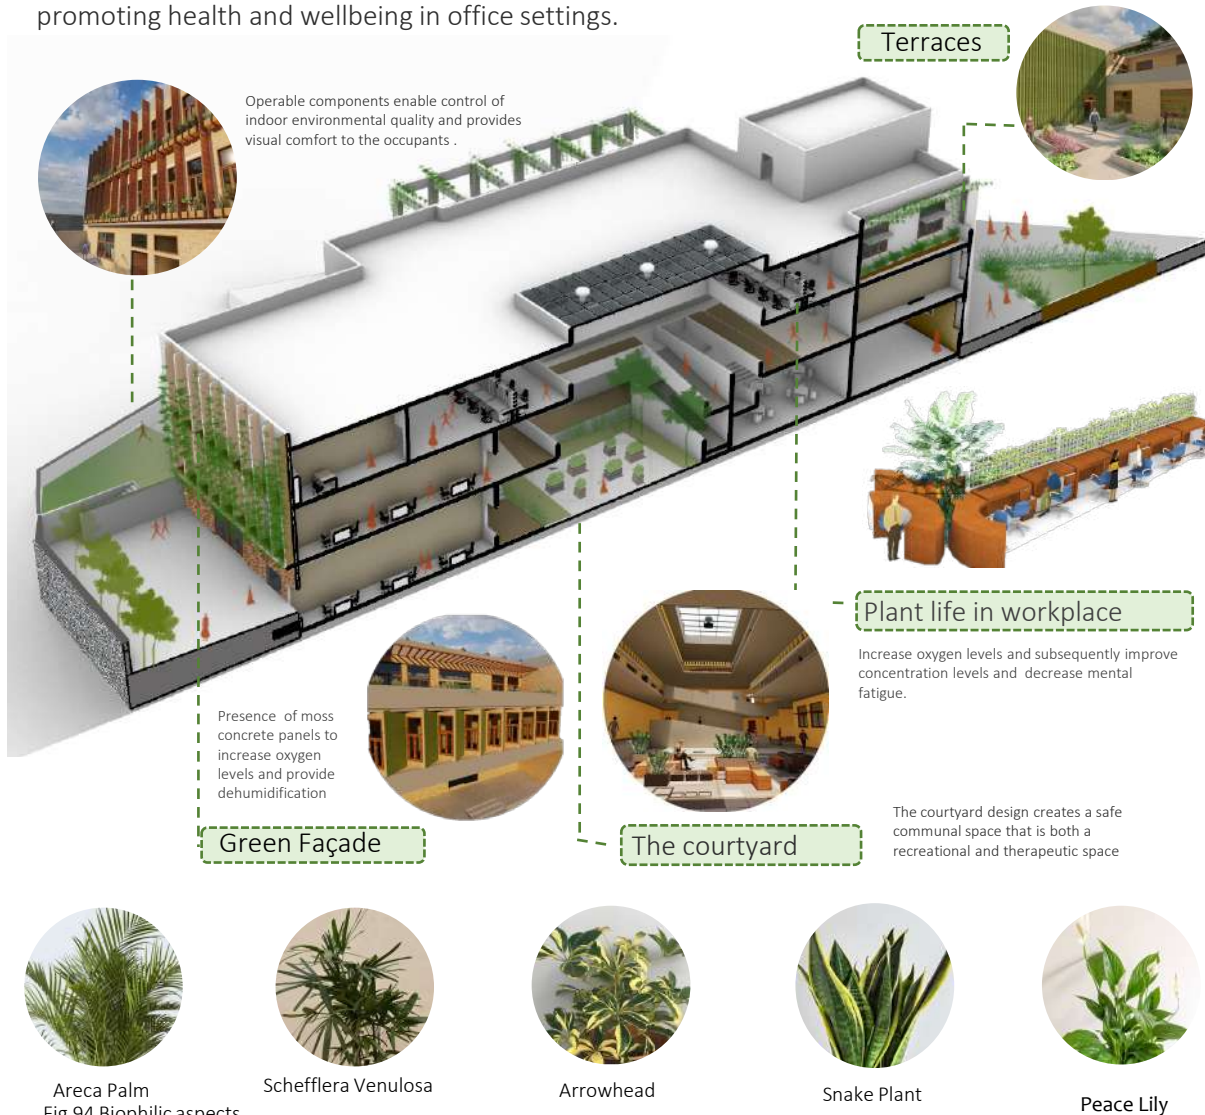 promoting health and wellbeing in office settings.
Terraces
Operable components enable control of
indoor environmental quality and provides
visual comfort to the occupants .
Plant life in workplace
Increase oxygen levels and subsequently improve
concentration levels and decrease mental
fatigue.
Presence of moss
concrete panels to
increase oxygen
levels and provide
dehumidification
Green Façade
The courtyard
The courtyard design creates a safe
communal space that is both a
recreational and therapeutic space
Areca Palm
Schefflera Venulosa
Arrowhead
Snake Plant
Peace Lily
Fig 94 Biophilic aspects